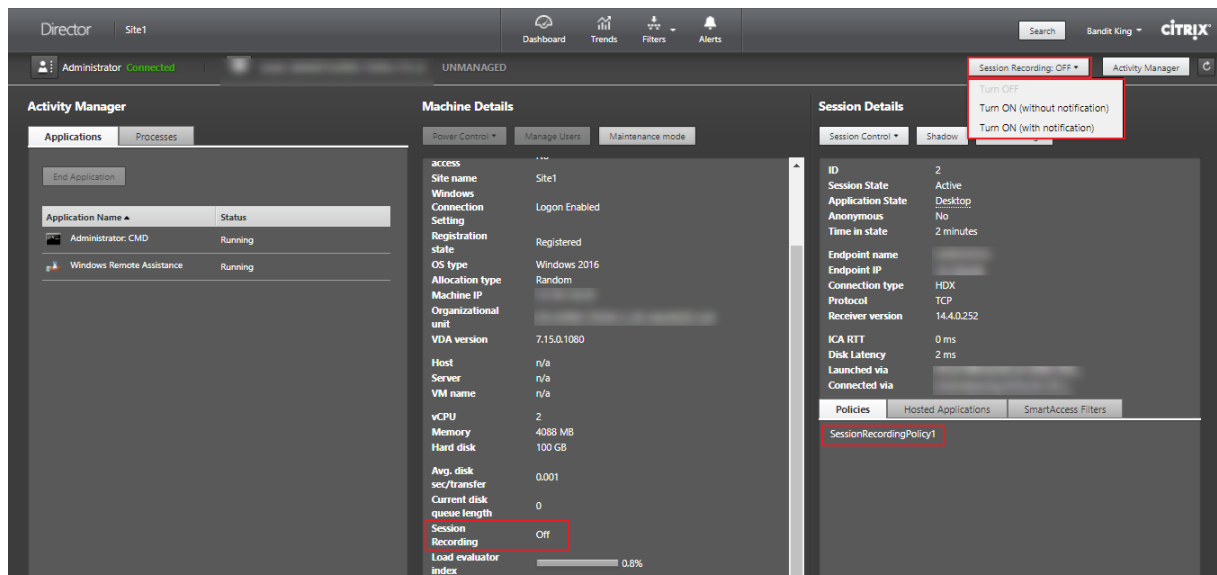 Director Site1
Dashboard Trends Filters Alerts
Search Bandit King CİTRIX
Administrator Connected UNMANAGED
Session Recording: OFF Activity Manager
Turn OFF
Turn ON (without notification)
Turn ON (with notification)
Activity Manager
Applications Processes
End Application
Application Name Status
Administrator: CMD Running
Windows Remote Assistance Running
Machine Details
Power Control Manage Users Maintenance mode
access No
Site name Site1
Windows
Connection Logon Enabled
Setting
Registration
state Registered
OS type Windows 2016
Allocation type Random
Machine IP
Organizational
unit
VDA version 7.15.0.1080
Host n/a
Server n/a
VM name n/a
vCPU 2
Memory 4088 MB
Hard disk 100 GB
Avg. disk
sec/transfer 0.001
Current disk
queue length 0
Session
Recording Off
Load evaluator
index 0.8%
Session Details
Session Control Shadow
ID 2
Session State Active
Application State Desktop
Anonymous No
Time in state 2 minutes
Endpoint name
Endpoint IP
Connection type HDX
Protocol TCP
Receiver version 14.4.0.252
ICA RTT 0 ms
Disk Latency 2 ms
Launched via
Connected via
Policies Hosted Applications SmartAccess Filters
SessionRecordingPolicy1